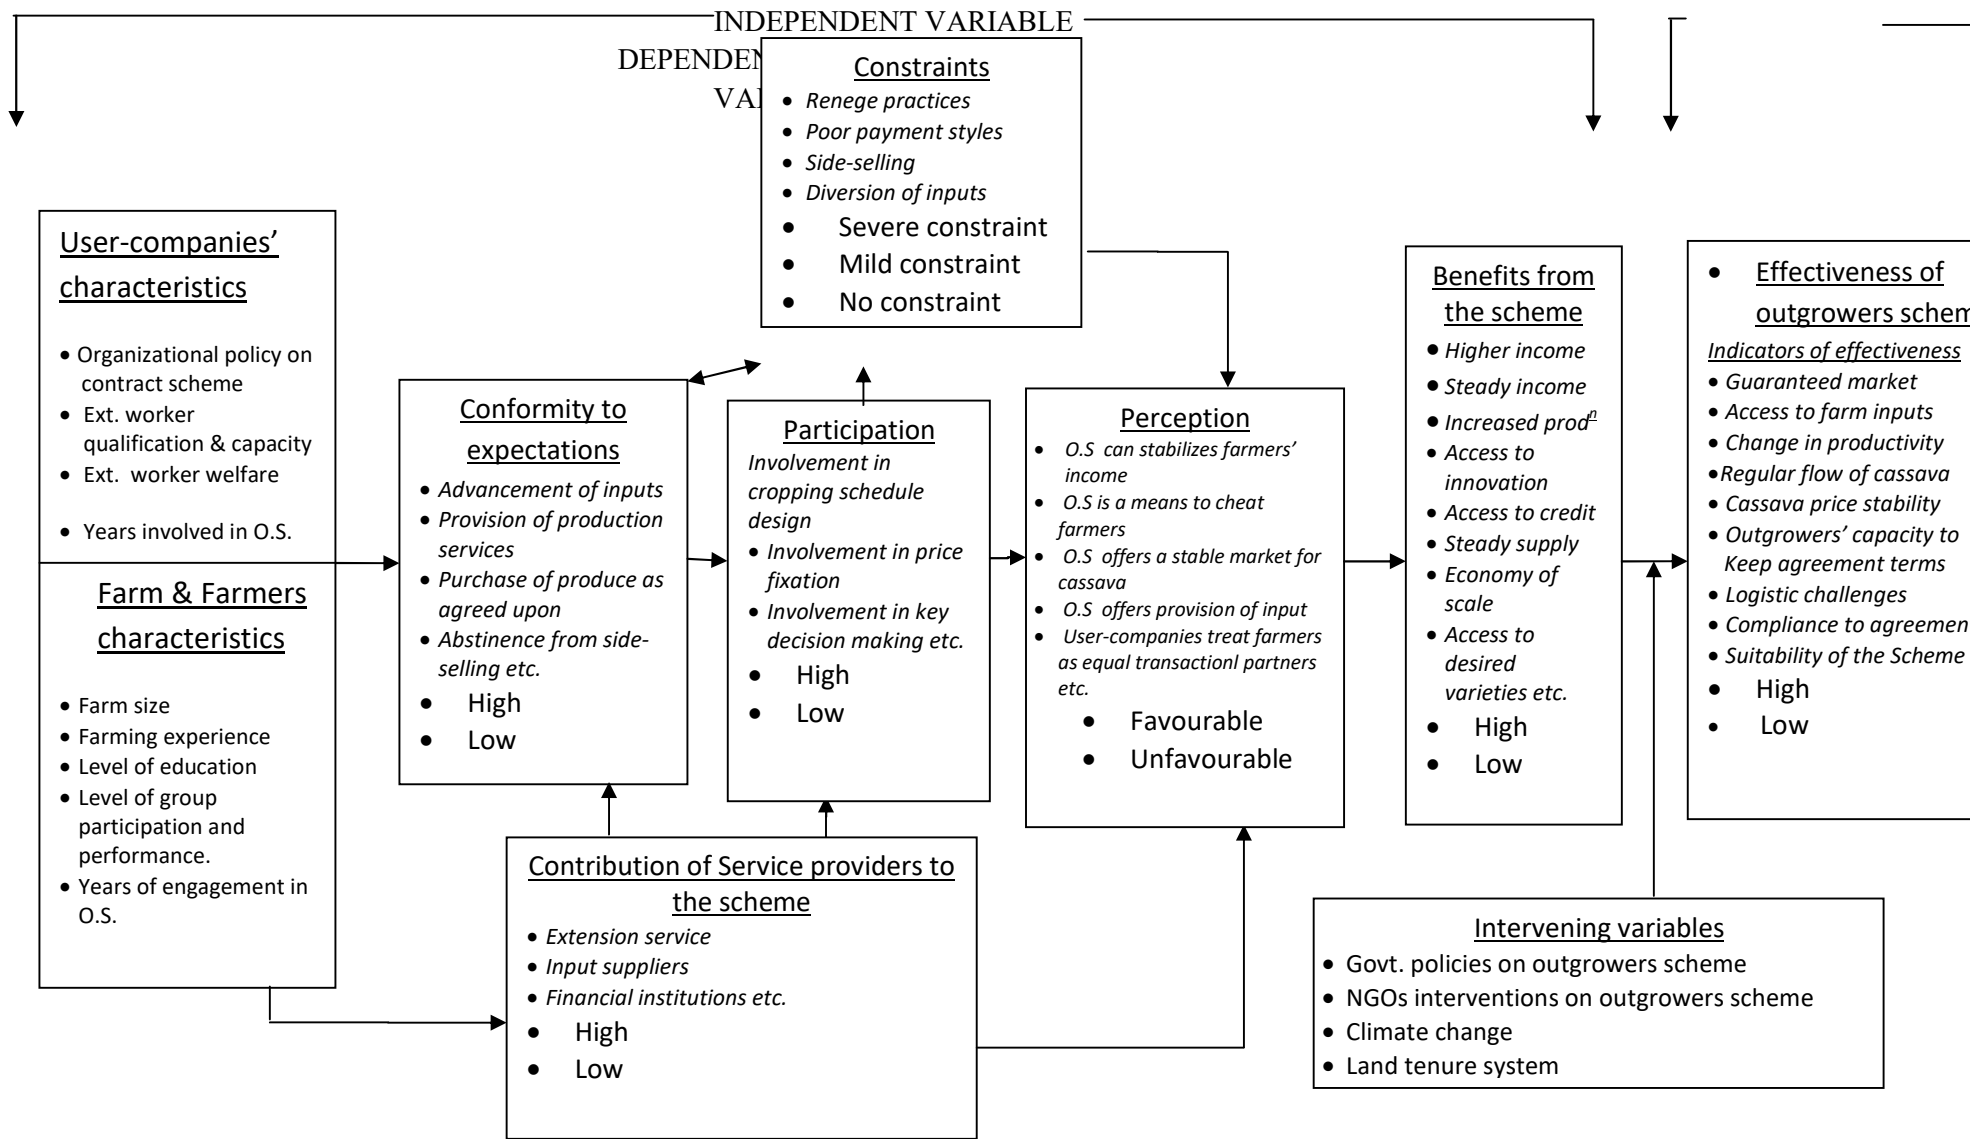 INDEPENDENT VARIABLE
DEPENDEN
VA
Constraints
• Renege practices
• Poor payment styles
• Side-selling
• Diversion of inputs
• Severe constraint
• Mild constraint
• No constraint
User-companies’
characteristics
• Organizational policy on
contract scheme
• Ext. worker
qualification & capacity
• Ext. worker welfare
• Years involved in O.S.
Farm & Farmers
characteristics
• Farm size
• Farming experience
• Level of education
• Level of group
participation and
performance.
• Years of engagement in
O.S.
Conformity to
expectations
• Advancement of inputs
• Provision of production
services
• Purchase of produce as
agreed upon
• Abstinence from side-
selling etc.
• High
• Low
Participation
Involvement in
cropping schedule
design
• Involvement in price
fixation
• Involvement in key
decision making etc.
• High
• Low
Perception
• O.S can stabilizes farmers’
income
• O.S is a means to cheat
farmers
• O.S offers a stable market for
cassava
• O.S offers provision of input
• User-companies treat farmers
as equal transactionl partners
etc.
• Favourable
• Unfavourable
Benefits from
the scheme
• Higher income
• Steady income
• Increased prodⁿ
• Access to
innovation
• Access to credit
• Steady supply
• Economy of
scale
• Access to
desired
varieties etc.
• High
• Low
• Effectiveness of
outgrowers schem
Indicators of effectiveness
• Guaranteed market
• Access to farm inputs
• Change in productivity
• Regular flow of cassava
• Cassava price stability
• Outgrowers’ capacity to
Keep agreement terms
• Logistic challenges
• Compliance to agreemen
• Suitability of the Scheme
• High
• Low
Contribution of Service providers to
the scheme
• Extension service
• Input suppliers
• Financial institutions etc.
• High
• Low
Intervening variables
• Govt. policies on outgrowers scheme
• NGOs interventions on outgrowers scheme
• Climate change
• Land tenure system